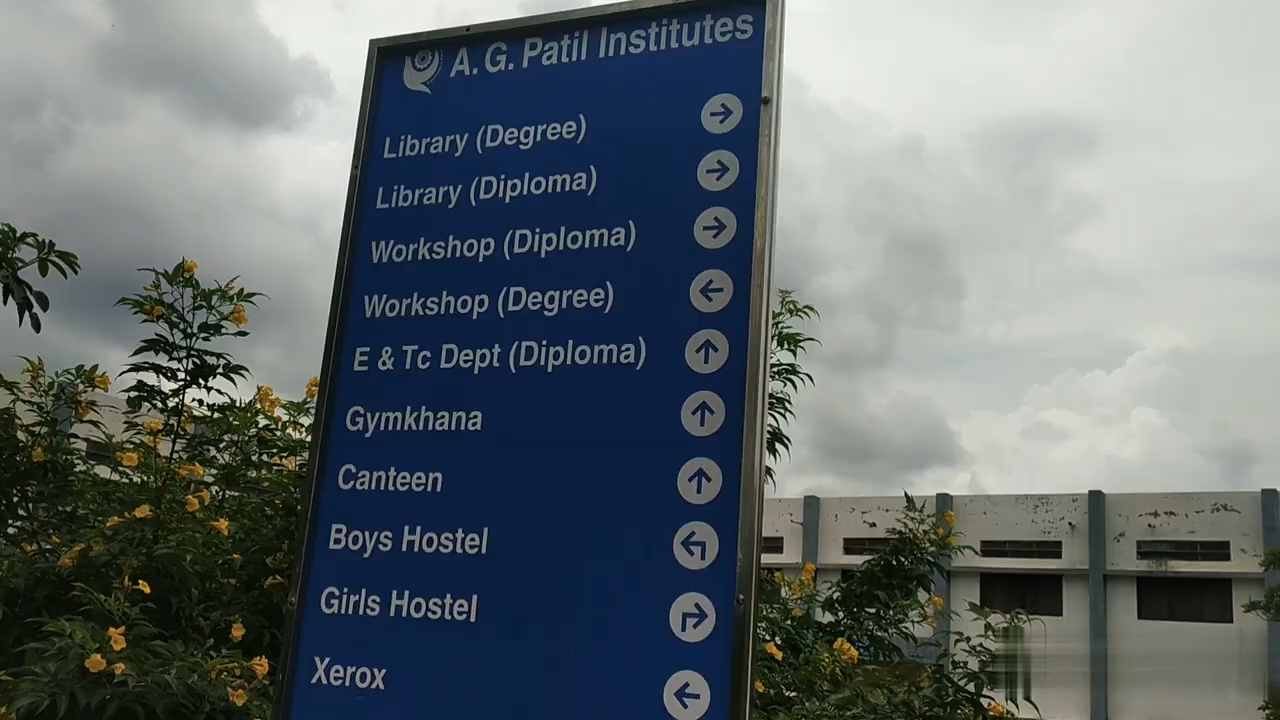 A. G. Patil Institutes
Library (Degree) →
Library (Diploma) →
Workshop (Diploma) →
Workshop (Degree) ←
E & Tc Dept (Diploma) ↑
Gymkhana ↑
Canteen ↑
Boys Hostel ↰
Girls Hostel ↱
Xerox ←